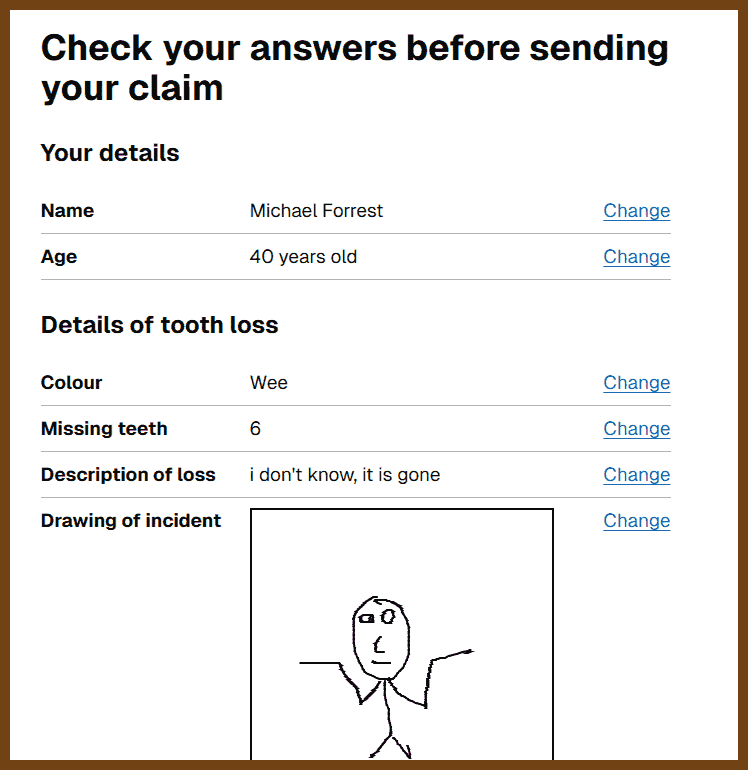 Check your answers before sending
your claim
Your details
Name Michael Forrest Change
Age 40 years old Change
Details of tooth loss
Colour Wee Change
Missing teeth 6 Change
Description of loss i don't know, it is gone Change
Drawing of incident Change